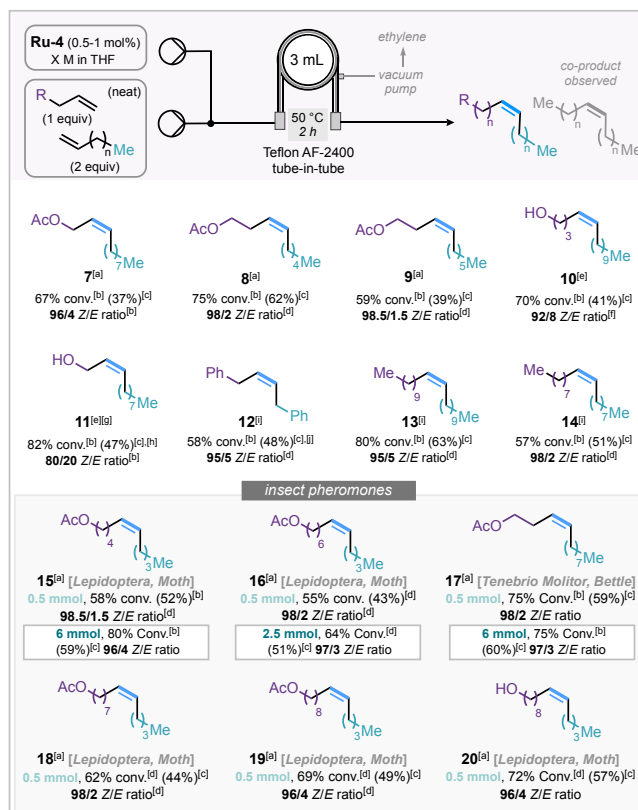 Ru-4 (0.5-1 mol%)
X M in THF
R
(neat)
(1 equiv)
( )n Me
(2 equiv)
3 mL
50 °C
2 h
Teflon AF-2400
tube-in-tube
ethylene
vacuum
pump
R ( )n ( )n Me
co-product
observed
Me ( )n ( )n Me
AcO ( )7 Me
AcO ( )4 Me
AcO ( )5 Me
HO ( )3 ( )9 Me
7[a]
8[a]
9[a]
10[e]
67% conv.[b] (37%)[c]
75% conv.[b] (62%)[c]
59% conv.[b] (39%)[c]
70% conv.[b] (41%)[c]
96/4 Z/E ratio[b]
98/2 Z/E ratio[d]
98.5/1.5 Z/E ratio[d]
92/8 Z/E ratio[f]
HO ( )7 Me
Ph Ph
Me ( )9 ( )9 Me
Me ( )7 ( )7 Me
11[e][g]
12[i]
13[i]
14[i]
82% conv.[b] (47%)[c],[h]
58% conv.[b] (48%)[c],[j]
80% conv.[b] (63%)[c]
57% conv.[b] (51%)[c]
80/20 Z/E ratio[b]
95/5 Z/E ratio[d]
95/5 Z/E ratio[d]
98/2 Z/E ratio[d]
insect pheromones
AcO ( )4 ( )3 Me
AcO ( )6 ( )3 Me
AcO ( )7 Me
15[a] [Lepidoptera, Moth]
16[a] [Lepidoptera, Moth]
17[a] [Tenebrio Molitor, Bettle]
0.5 mmol, 58% conv. (52%)[b]
0.5 mmol, 55% conv. (43%)[d]
0.5 mmol, 75% Conv.[b] (59%)[c]
98.5/1.5 Z/E ratio[d]
98/2 Z/E ratio[d]
98/2 Z/E ratio
6 mmol, 80% Conv.[b]
(59%)[c] 96/4 Z/E ratio
2.5 mmol, 64% Conv.[d]
(51%)[c] 97/3 Z/E ratio
6 mmol, 75% Conv.[b]
(60%)[c] 97/3 Z/E ratio
AcO ( )7 ( )3 Me
AcO ( )8 ( )3 Me
HO ( )8 ( )3 Me
18[a] [Lepidoptera, Moth]
19[a] [Lepidoptera, Moth]
20[a] [Lepidoptera, Moth]
0.5 mmol, 62% conv.[d] (44%)[c]
0.5 mmol, 69% conv.[d] (49%)[c]
0.5 mmol, 72% Conv.[d] (57%)[c]
98/2 Z/E ratio[d]
96/4 Z/E ratio[d]
96/4 Z/E ratio